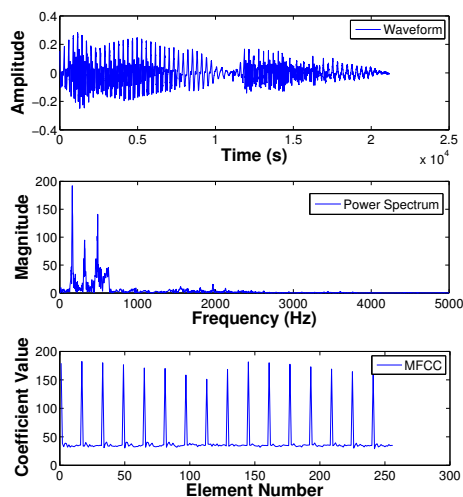 0.4
0.2
0
−0.2
−0.4
Amplitude
Waveform
0 0.5 1 1.5 2 2.5
Time (s)
x 10⁴
200
150
100
50
0
Magnitude
Power Spectrum
0 1000 2000 3000 4000 5000
Frequency (Hz)
200
150
100
50
0
Coefficient Value
MFCC
0 50 100 150 200 250 300
Element Number